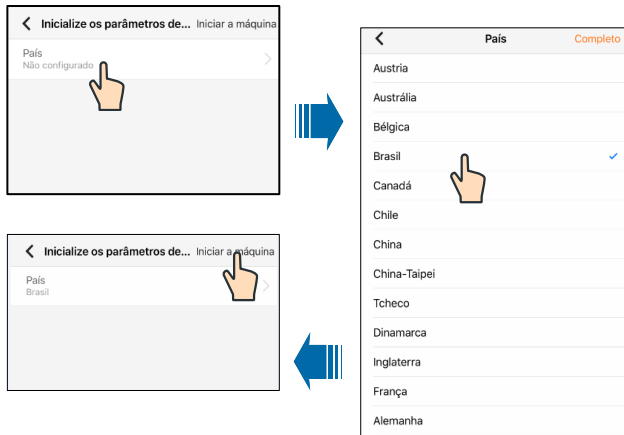 Inicialize os parâmetros de... Iniciar a máquina
País
Não configurado
País Completo
Austria
Austrália
Bélgica
Brasil
Canadá
Chile
China
China-Taipei
Tcheco
Dinamarca
Inglaterra
França
Alemanha
Inicialize os parâmetros de... Iniciar a máquina
País
Brasil